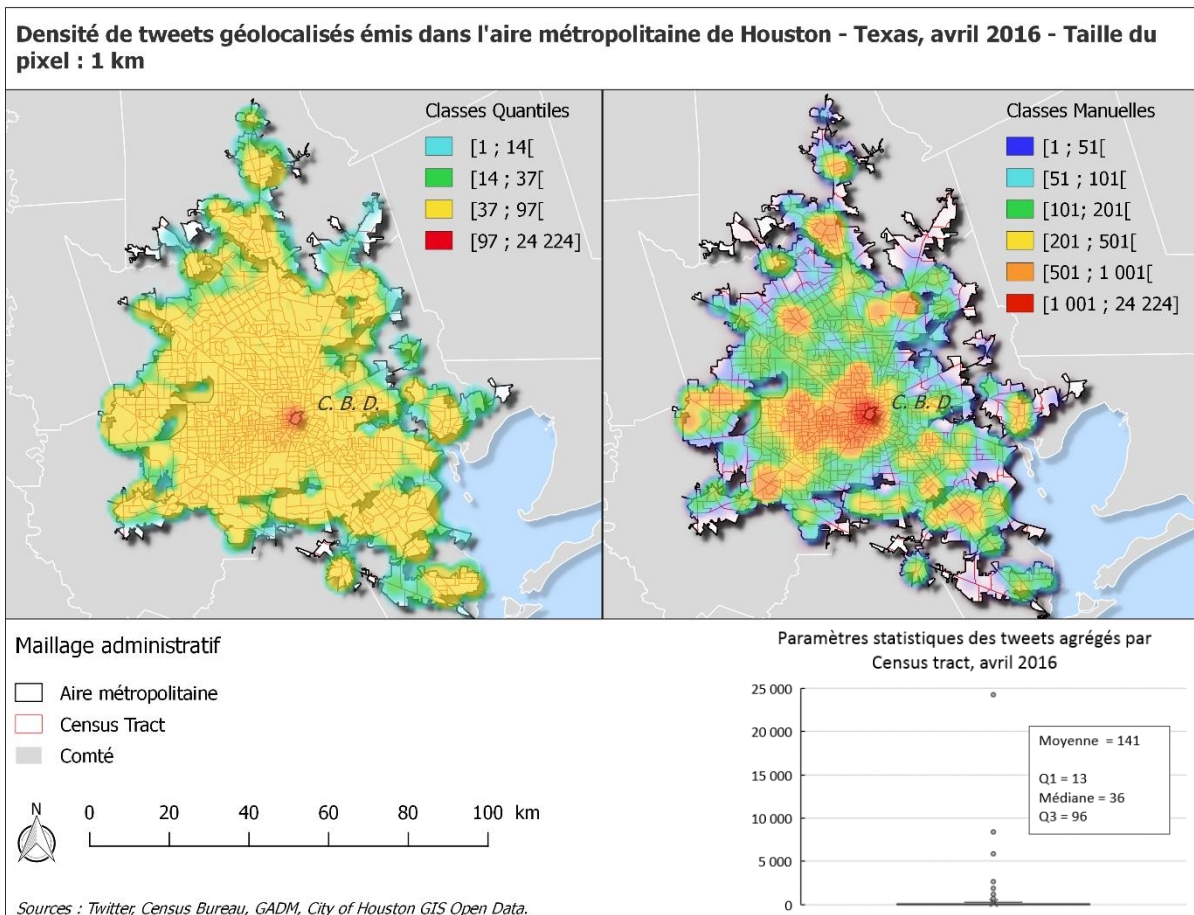 Densité de tweets géolocalisés émis dans l'aire métropolitaine de Houston - Texas, avril 2016 - Taille du
pixel : 1 km
Classes Quantiles
[1 ; 14[
[14 ; 37[
[37 ; 97[
[97 ; 24 224]
C. B. D.
Classes Manuelles
[1 ; 51[
[51 ; 101[
[101; 201[
[201 ; 501[
[501 ; 1 001[
[1 001 ; 24 224]
C. B. D.
Maillage administratif
Aire métropolitaine
Census Tract
Comté
N
0 20 40 60 80 100 km
Sources : Twitter, Census Bureau, GADM, City of Houston GIS Open Data.
Paramètres statistiques des tweets agrégés par
Census tract, avril 2016
25 000
20 000
15 000
10 000
5 000
0
Moyenne = 141
Q1 = 13
Médiane = 36
Q3 = 96